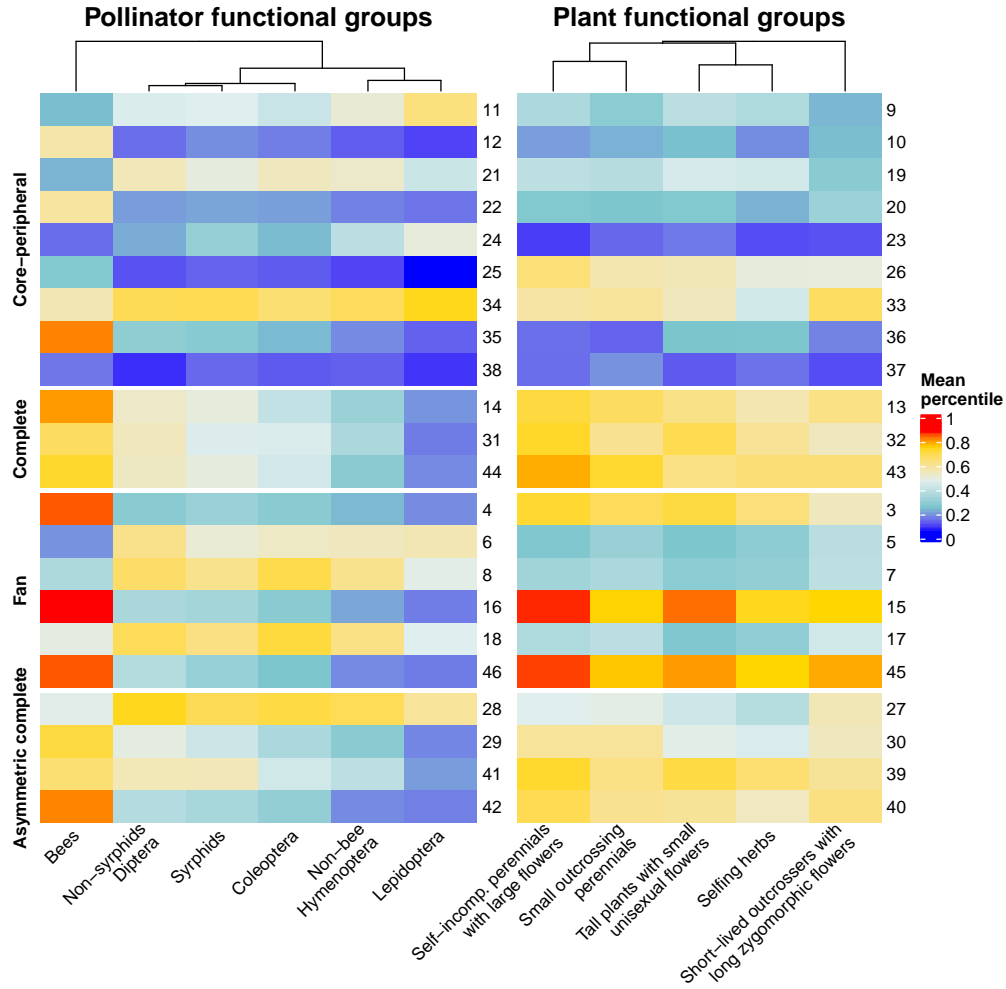 Pollinator functional groups
Plant functional groups
Core−peripheral
11
12
21
22
24
25
34
35
38
9
10
19
20
23
26
33
36
37
Complete
14
31
44
13
32
43
Fan
4
6
8
16
18
46
3
5
7
15
17
45
Asymmetric complete
28
29
41
42
27
30
39
40
Mean
percentile
1
0.8
0.6
0.4
0.2
0
Bees
Non−syrphids
Diptera
Syrphids
Coleoptera
Non−bee
Hymenoptera
Lepidoptera
Self−incomp. perennials
with large flowers
Small outcrossing
perennials
Tall plants with small
unisexual flowers
Selfing herbs
Short−lived outcrossers with
long zygomorphic flowers